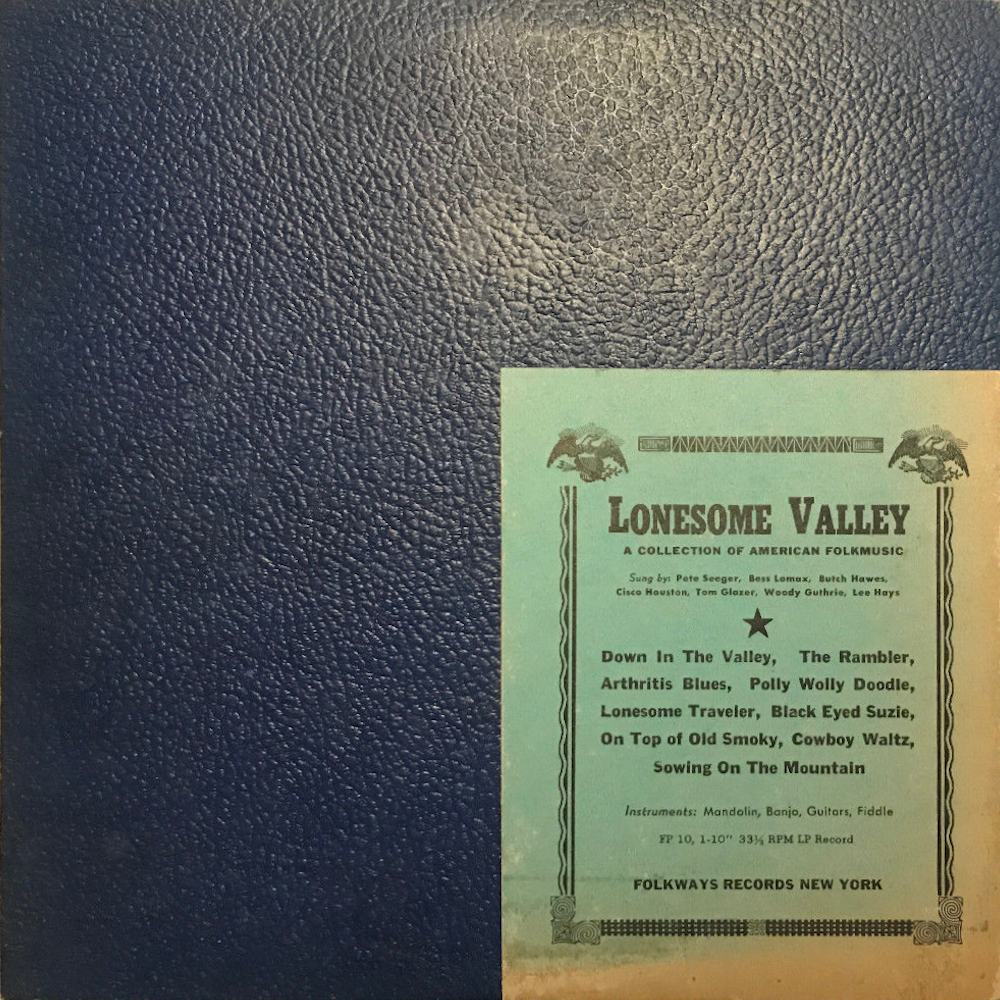 LONESOME VALLEY
A COLLECTION OF AMERICAN FOLKMUSIC
Sung by: Pete Seeger, Bess Lomax, Butch Hawes,
Cisco Houston, Tom Glazer, Woody Guthrie, Lee Hays
Down In The Valley, The Rambler,
Arthritis Blues, Polly Wolly Doodle,
Lonesome Traveler, Black Eyed Suzie,
On Top of Old Smoky, Cowboy Waltz,
Sowing On The Mountain
Instruments: Mandolin, Banjo, Guitars, Fiddle
FP 10, 1-10" 33⅓ RPM LP Record
FOLKWAYS RECORDS NEW YORK